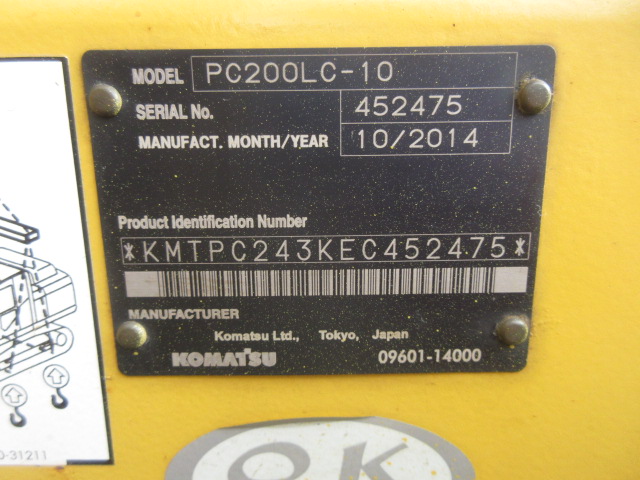 MODEL PC200LC-10
SERIAL No. 452475
MANUFACT. MONTH/YEAR 10/2014
Product Identification Number
*KMTPC243KEC452475*
MANUFACTURER
Komatsu Ltd., Tokyo, Japan
KOMATSU 09601-14000
-31211
OK